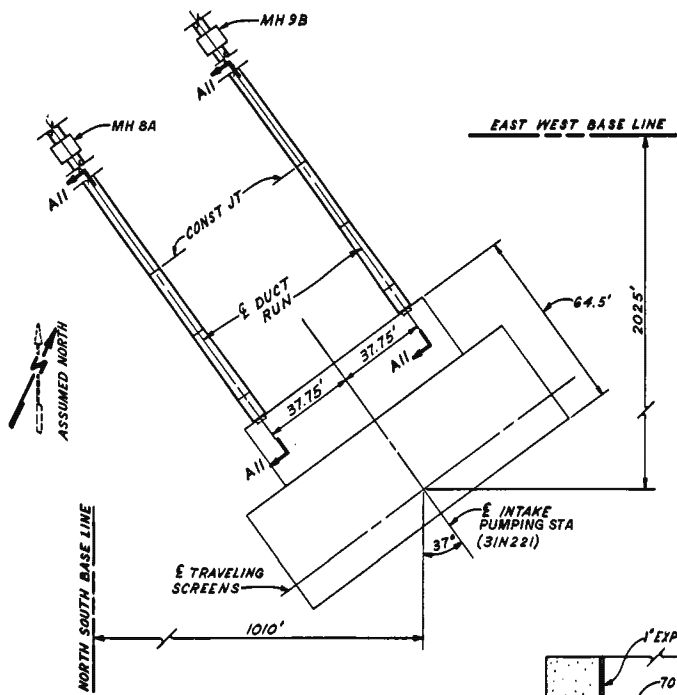 MH 9B
A11
EAST WEST BASE LINE
MH 8A
A11
CONST JT
℄ DUCT
RUN
64.5'
2025'
ASSUMED NORTH
37.75'
37.75'
A11
A11
℄ INTAKE
PUMPING STA
(31N221)
37°
℄ TRAVELING
SCREENS
NORTH SOUTH BASE LINE
1010'
1" EXP
70